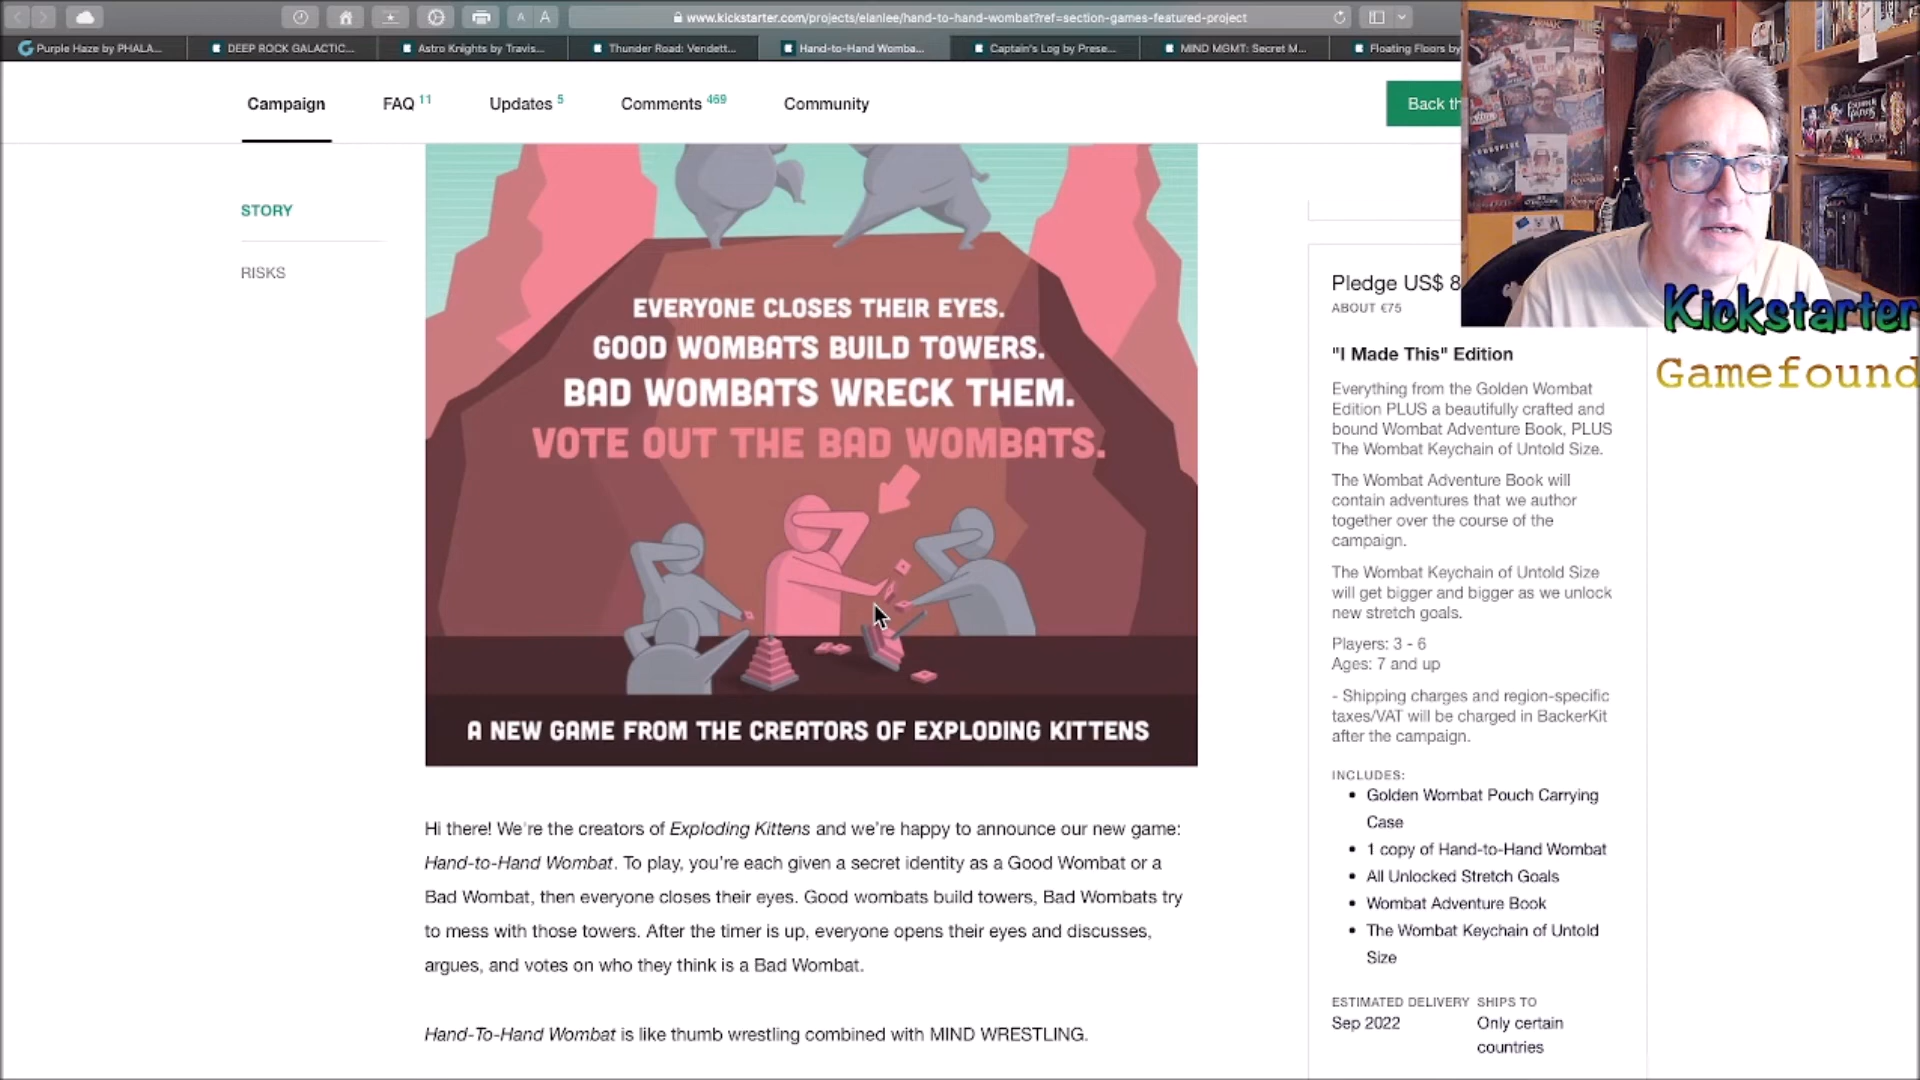 www.kickstarter.com/projects/elanlee/hand-to-hand-wombat?ref=section-games-featured-project
Purple Haze by PHALA...
DEEP ROCK GALACTIC...
Astro Knights by Travis...
Thunder Road: Vendett...
Hand-to-Hand Womba...
Captain's Log by Prese...
MIND MGMT: Secret M...
Floating Floors by
Campaign
FAQ 11
Updates 5
Comments 469
Community
Back th
STORY
RISKS
EVERYONE CLOSES THEIR EYES.
GOOD WOMBATS BUILD TOWERS.
BAD WOMBATS WRECK THEM.
VOTE OUT THE BAD WOMBATS.
A NEW GAME FROM THE CREATORS OF EXPLODING KITTENS
Hi there! We're the creators of Exploding Kittens and we're happy to announce our new game:
Hand-to-Hand Wombat. To play, you're each given a secret identity as a Good Wombat or a
Bad Wombat, then everyone closes their eyes. Good wombats build towers, Bad Wombats try
to mess with those towers. After the timer is up, everyone opens their eyes and discusses,
argues, and votes on who they think is a Bad Wombat.
Hand-To-Hand Wombat is like thumb wrestling combined with MIND WRESTLING.
Pledge US$ 8
ABOUT €75
"I Made This" Edition
Everything from the Golden Wombat
Edition PLUS a beautifully crafted and
bound Wombat Adventure Book, PLUS
The Wombat Keychain of Untold Size.
The Wombat Adventure Book will
contain adventures that we author
together over the course of the
campaign.
The Wombat Keychain of Untold Size
will get bigger and bigger as we unlock
new stretch goals.
Players: 3 - 6
Ages: 7 and up
- Shipping charges and region-specific
taxes/VAT will be charged in BackerKit
after the campaign.
INCLUDES:
• Golden Wombat Pouch Carrying
Case
• 1 copy of Hand-to-Hand Wombat
• All Unlocked Stretch Goals
• Wombat Adventure Book
• The Wombat Keychain of Untold
Size
ESTIMATED DELIVERY
Sep 2022
SHIPS TO
Only certain
countries
Kickstarter
Gamefound